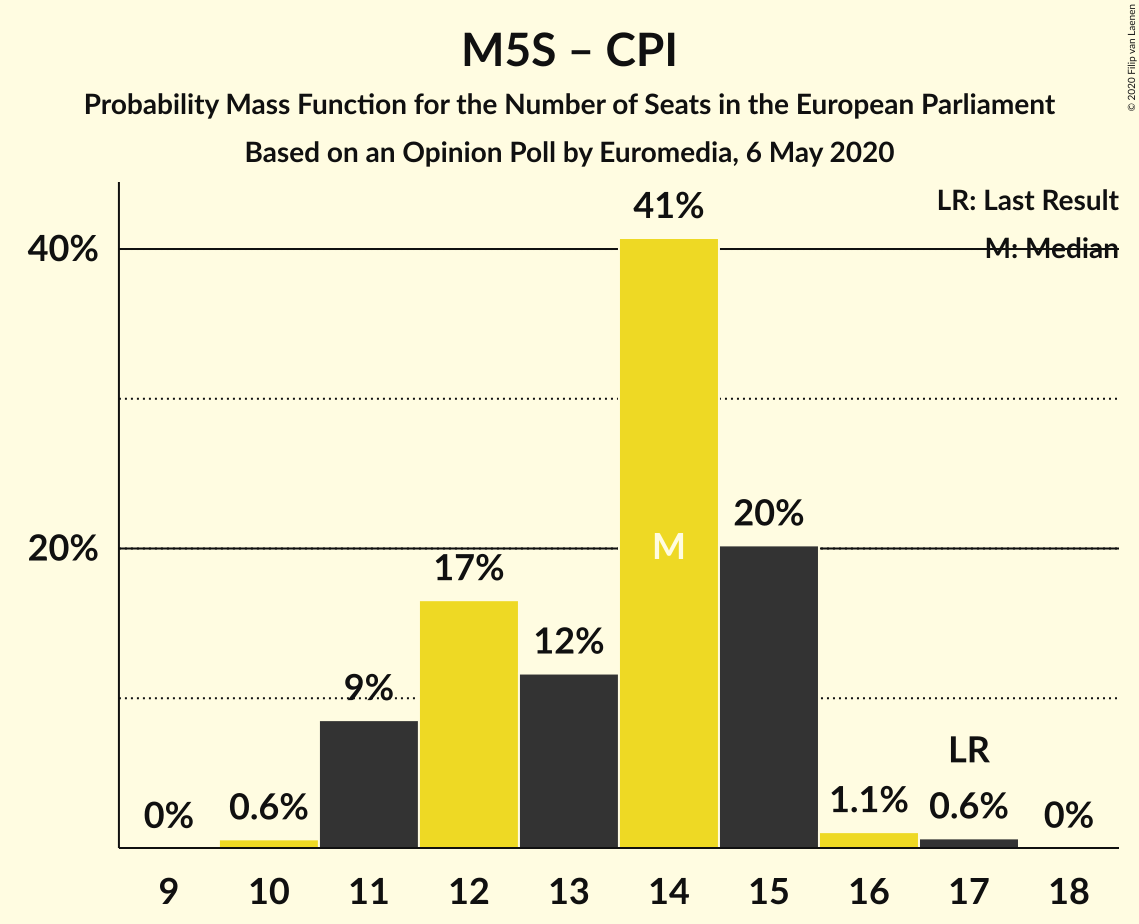 M5S – CPI
Probability Mass Function for the Number of Seats in the European Parliament
Based on an Opinion Poll by Euromedia, 6 May 2020
© 2020 Filip van Laenen
LR: Last Result
M: Median
40%
20%
0%
0.6%
9%
17%
12%
41%
M
20%
1.1%
LR
0.6%
0%
9 10 11 12 13 14 15 16 17 18